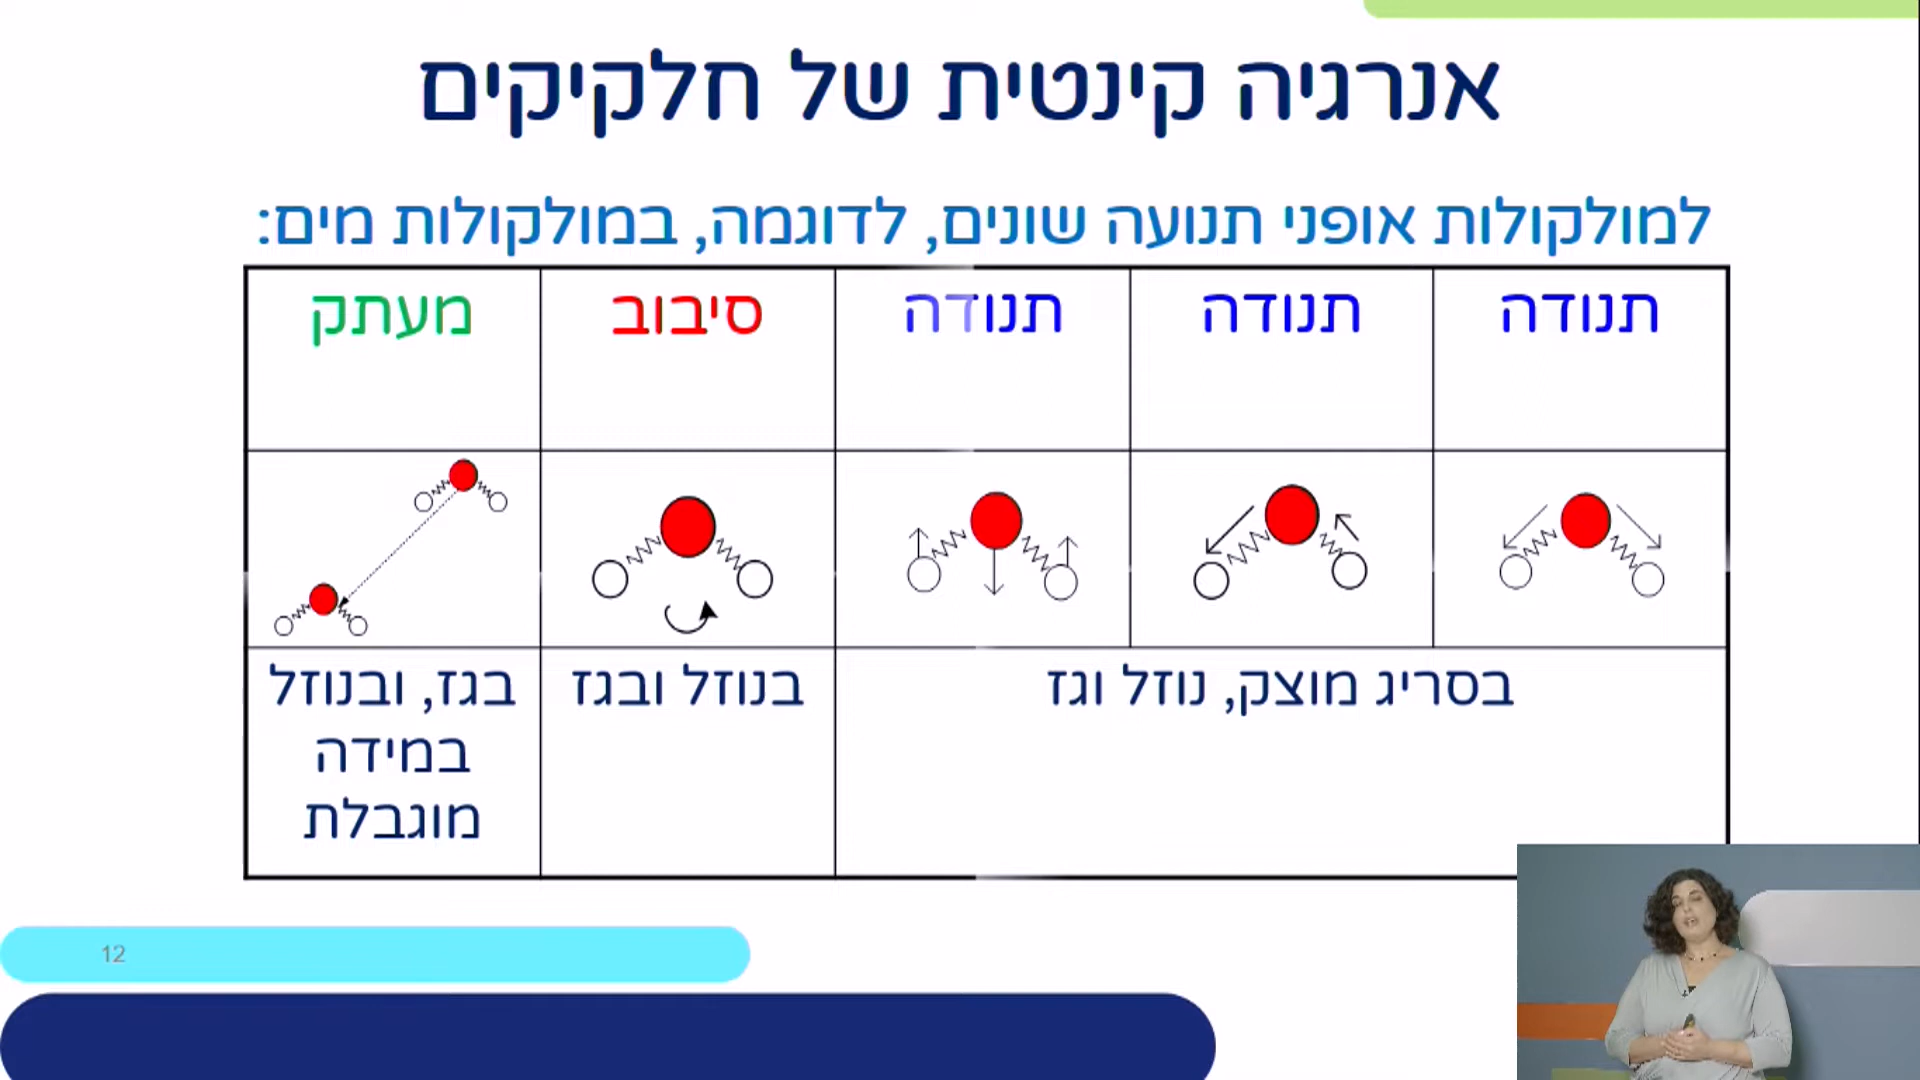 אנרגיה קינטית של חלקיקים
למולקולות אופני תנועה שונים, לדוגמה, במולקולות מים:
תנודה
תנודה
תנודה
סיבוב
מעתק
בסריג מוצק, נוזל וגז
בנוזל ובגז
בגז, ובנוזל
במידה
מוגבלת
12